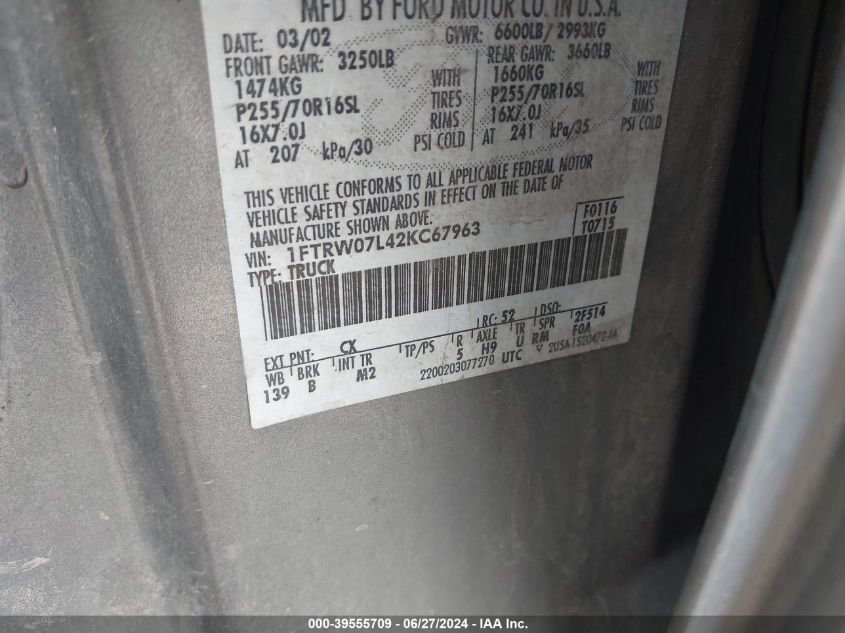 MFD. BY FORD MOTOR CO. IN U.S.A.
DATE: 03/02 GVWR: 6600LB/ 2993KG
FRONT GAWR: 3250LB REAR GAWR: 3660LB
1474KG WITH 1660KG WITH
P255/70R16SL TIRES P255/70R16SL TIRES
16X7.0J RIMS 16X7.0J RIMS
AT 207 kPa/30 PSI COLD AT 241 kPa/35 PSI COLD
THIS VEHICLE CONFORMS TO ALL APPLICABLE FEDERAL MOTOR
VEHICLE SAFETY STANDARDS IN EFFECT ON THE DATE OF
MANUFACTURE SHOWN ABOVE.
VIN: 1FTRW07L42KC67963 F0116
TYPE: TRUCK T0715
EXT PNT: CX RC: 52 DSO:
WB BRK INT TR TP/PS R AXLE TR SPR 2F514
139 B M2 5 H9 U RM F0A
2200203077270 UTC
000-39555709 - 06/27/2024 - IAA Inc.